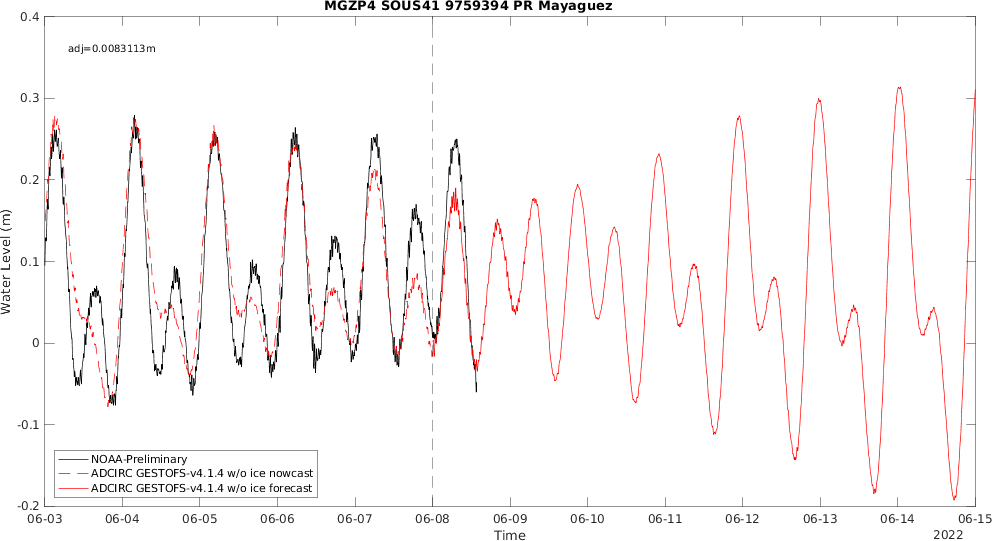 MGZP4 SOUS41 9759394 PR Mayaguez
adj=0.0083113m
0.4
0.3
0.2
0.1
0
-0.1
-0.2
Water Level (m)
NOAA-Preliminary
ADCIRC GESTOFS-v4.1.4 w/o ice nowcast
ADCIRC GESTOFS-v4.1.4 w/o ice forecast
06-03 06-04 06-05 06-06 06-07 06-08 06-09 06-10 06-11 06-12 06-13 06-14 06-15
Time
2022